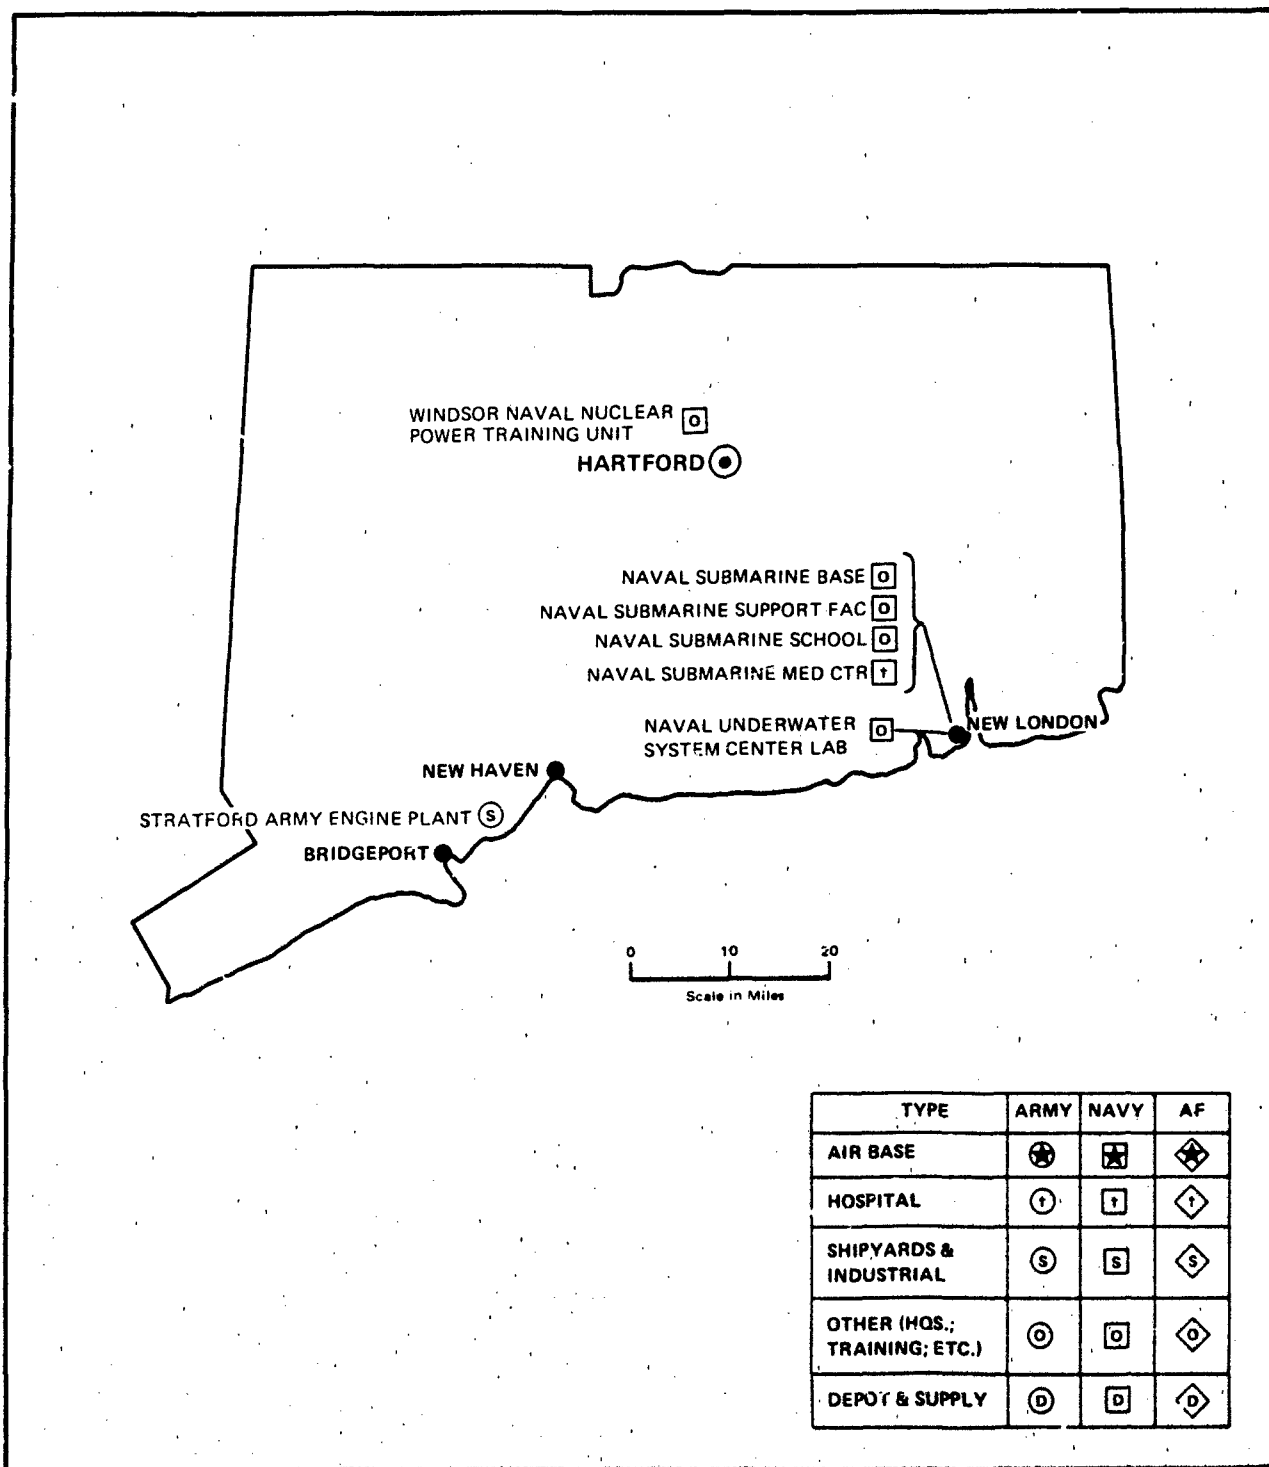 WINDSOR NAVAL NUCLEAR O
POWER TRAINING UNIT
HARTFORD
NAVAL SUBMARINE BASE O
NAVAL SUBMARINE SUPPORT FAC O
NAVAL SUBMARINE SCHOOL O
NAVAL SUBMARINE MED CTR †
NEW LONDON
NAVAL UNDERWATER O
SYSTEM CENTER LAB
NEW HAVEN
STRATFORD ARMY ENGINE PLANT S
BRIDGEPORT
0 10 20
Scale in Miles
TYPE ARMY NAVY AF
AIR BASE
HOSPITAL † † †
SHIPYARDS &
INDUSTRIAL S S S
OTHER (HQS.;
TRAINING; ETC.) O O O
DEPOT & SUPPLY D D D